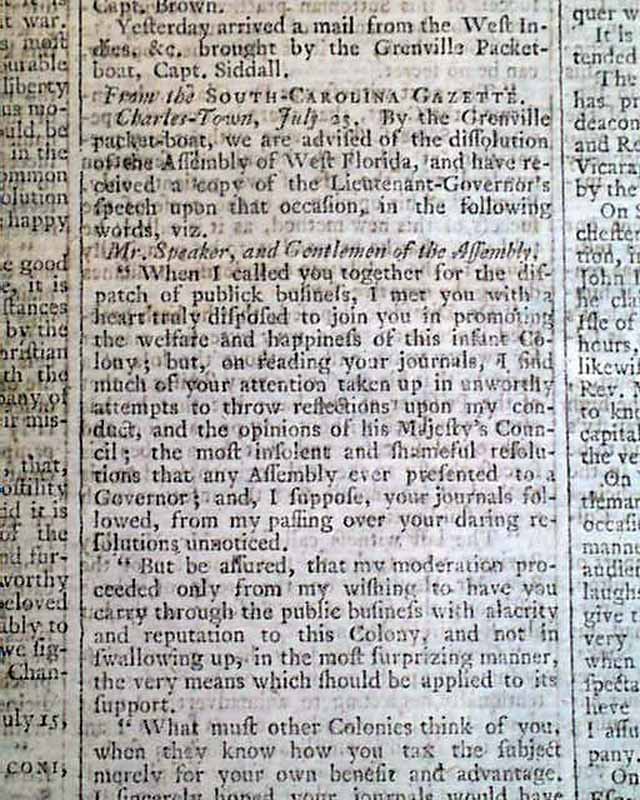 Capt. Brown.
Yesterday arrived a mail from the West In-
dies, &c. brought by the Grenville Packet-
boat, Capt. Siddall.
From the SOUTH-CAROLINA GAZETTE.
Charles-Town, July 25. By the Grenville
packet-boat, we are adviſed of the diſſolution
of the Aſſembly of Weſt Florida, and have re-
ceived a copy of the Lieutenant-Governor's
ſpeech upon that occaſion, in the following
words, viz.
Mr. Speaker, and Gentlemen of the Aſſembly.
" When I called you together for the diſ-
patch of publick buſineſs, I met you with a
heart truly diſpoſed to join you in promoting
the welfare and happineſs of this infant Co-
lony; but, on reading your journals, I find
much of your attention taken up in unworthy
attempts to throw reflections upon my con-
duct, and the opinions of his Majeſty's Coun-
cil; the moſt inſolent and ſhameful reſolu-
tions that any Aſſembly ever preſented to a
Governor; and, I ſuppoſe, your journals fol-
lowed, from my paſſing over your daring re-
ſolutions unnoticed.
" But be aſſured, that my moderation pro-
ceeded only from my wiſhing to have you
carry through the public buſineſs with alacrity
and reputation to this Colony, and not in
ſwallowing up, in the moſt ſurprizing manner,
the very means which ſhould be applied to its
ſupport.
" What muſt other Colonies think of you,
when they know how you tax the ſubject
merely for your own benefit and advantage.
I ſincerely hoped your journals would have